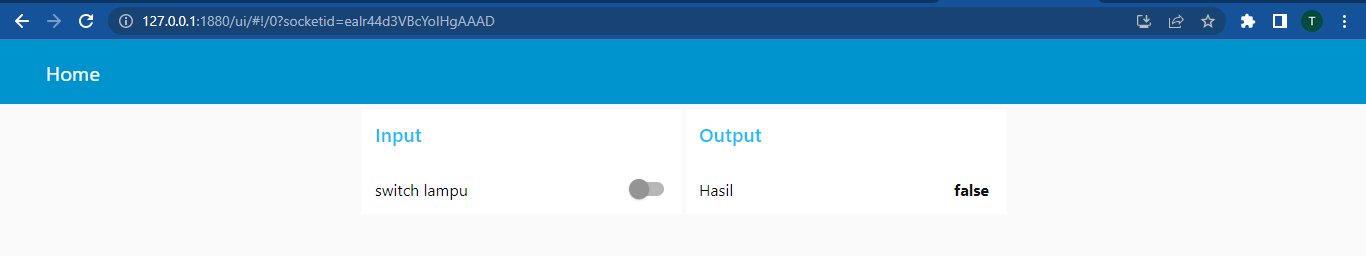 127.0.0.1:1880/ui/#!/0?socketid=ealr44d3VBcYoIHgAAAD
T
Home
Input
switch lampu
Output
Hasil false